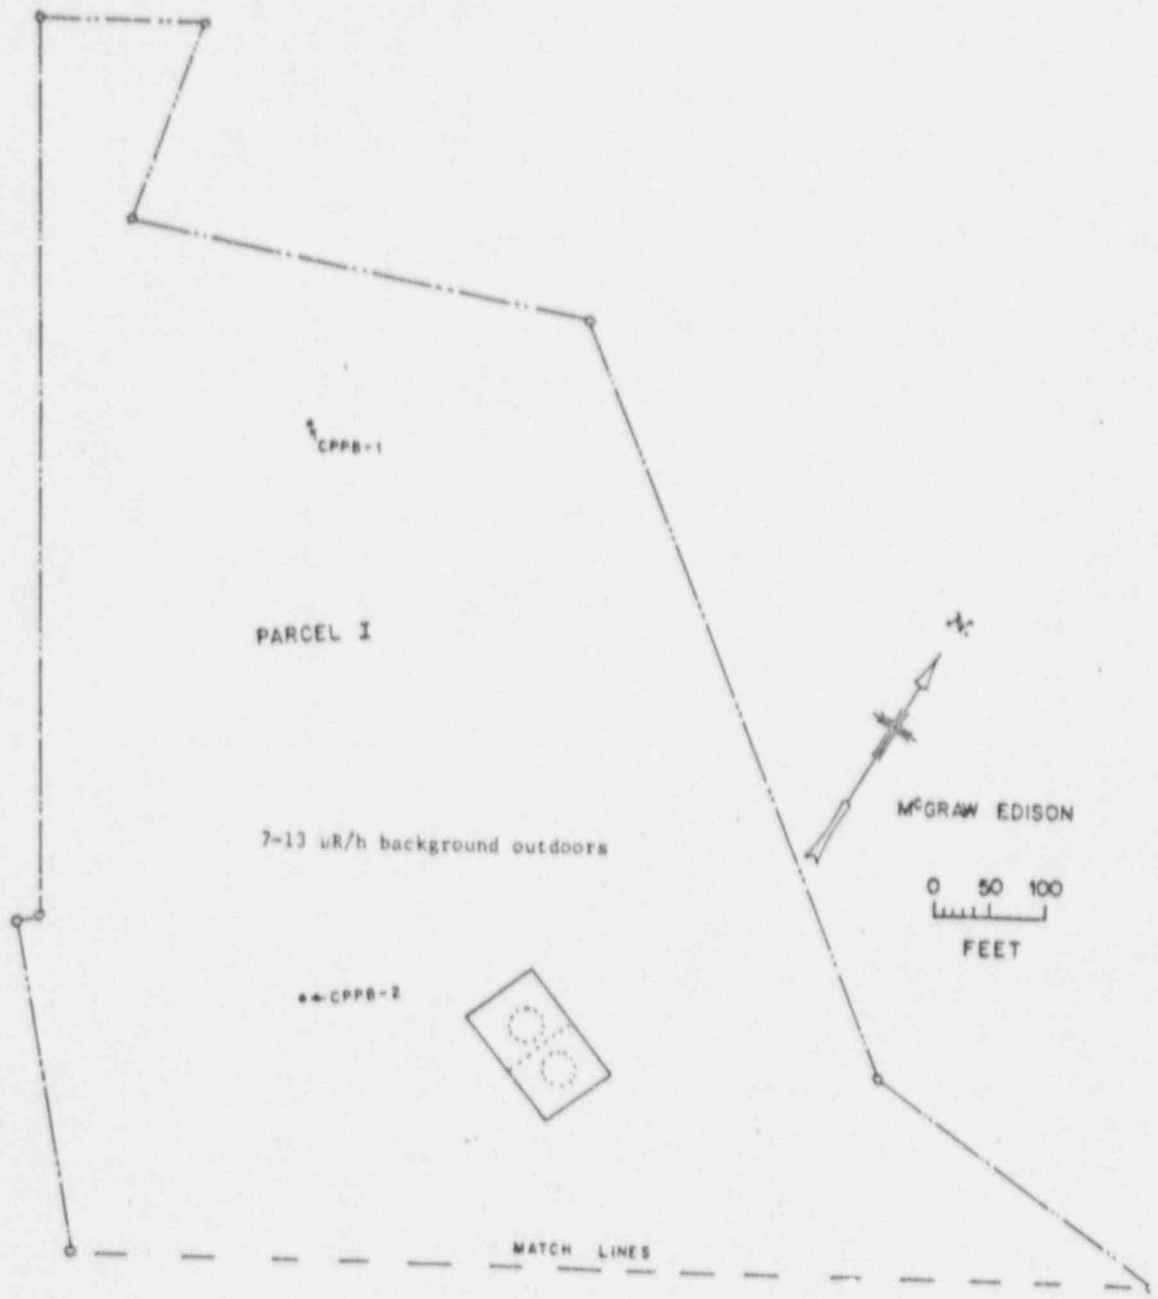 CPPB-1
PARCEL I
N
McGRAW EDISON
7-13 uR/h background outdoors
0 50 100
FEET
CPPB-2
MATCH LINES